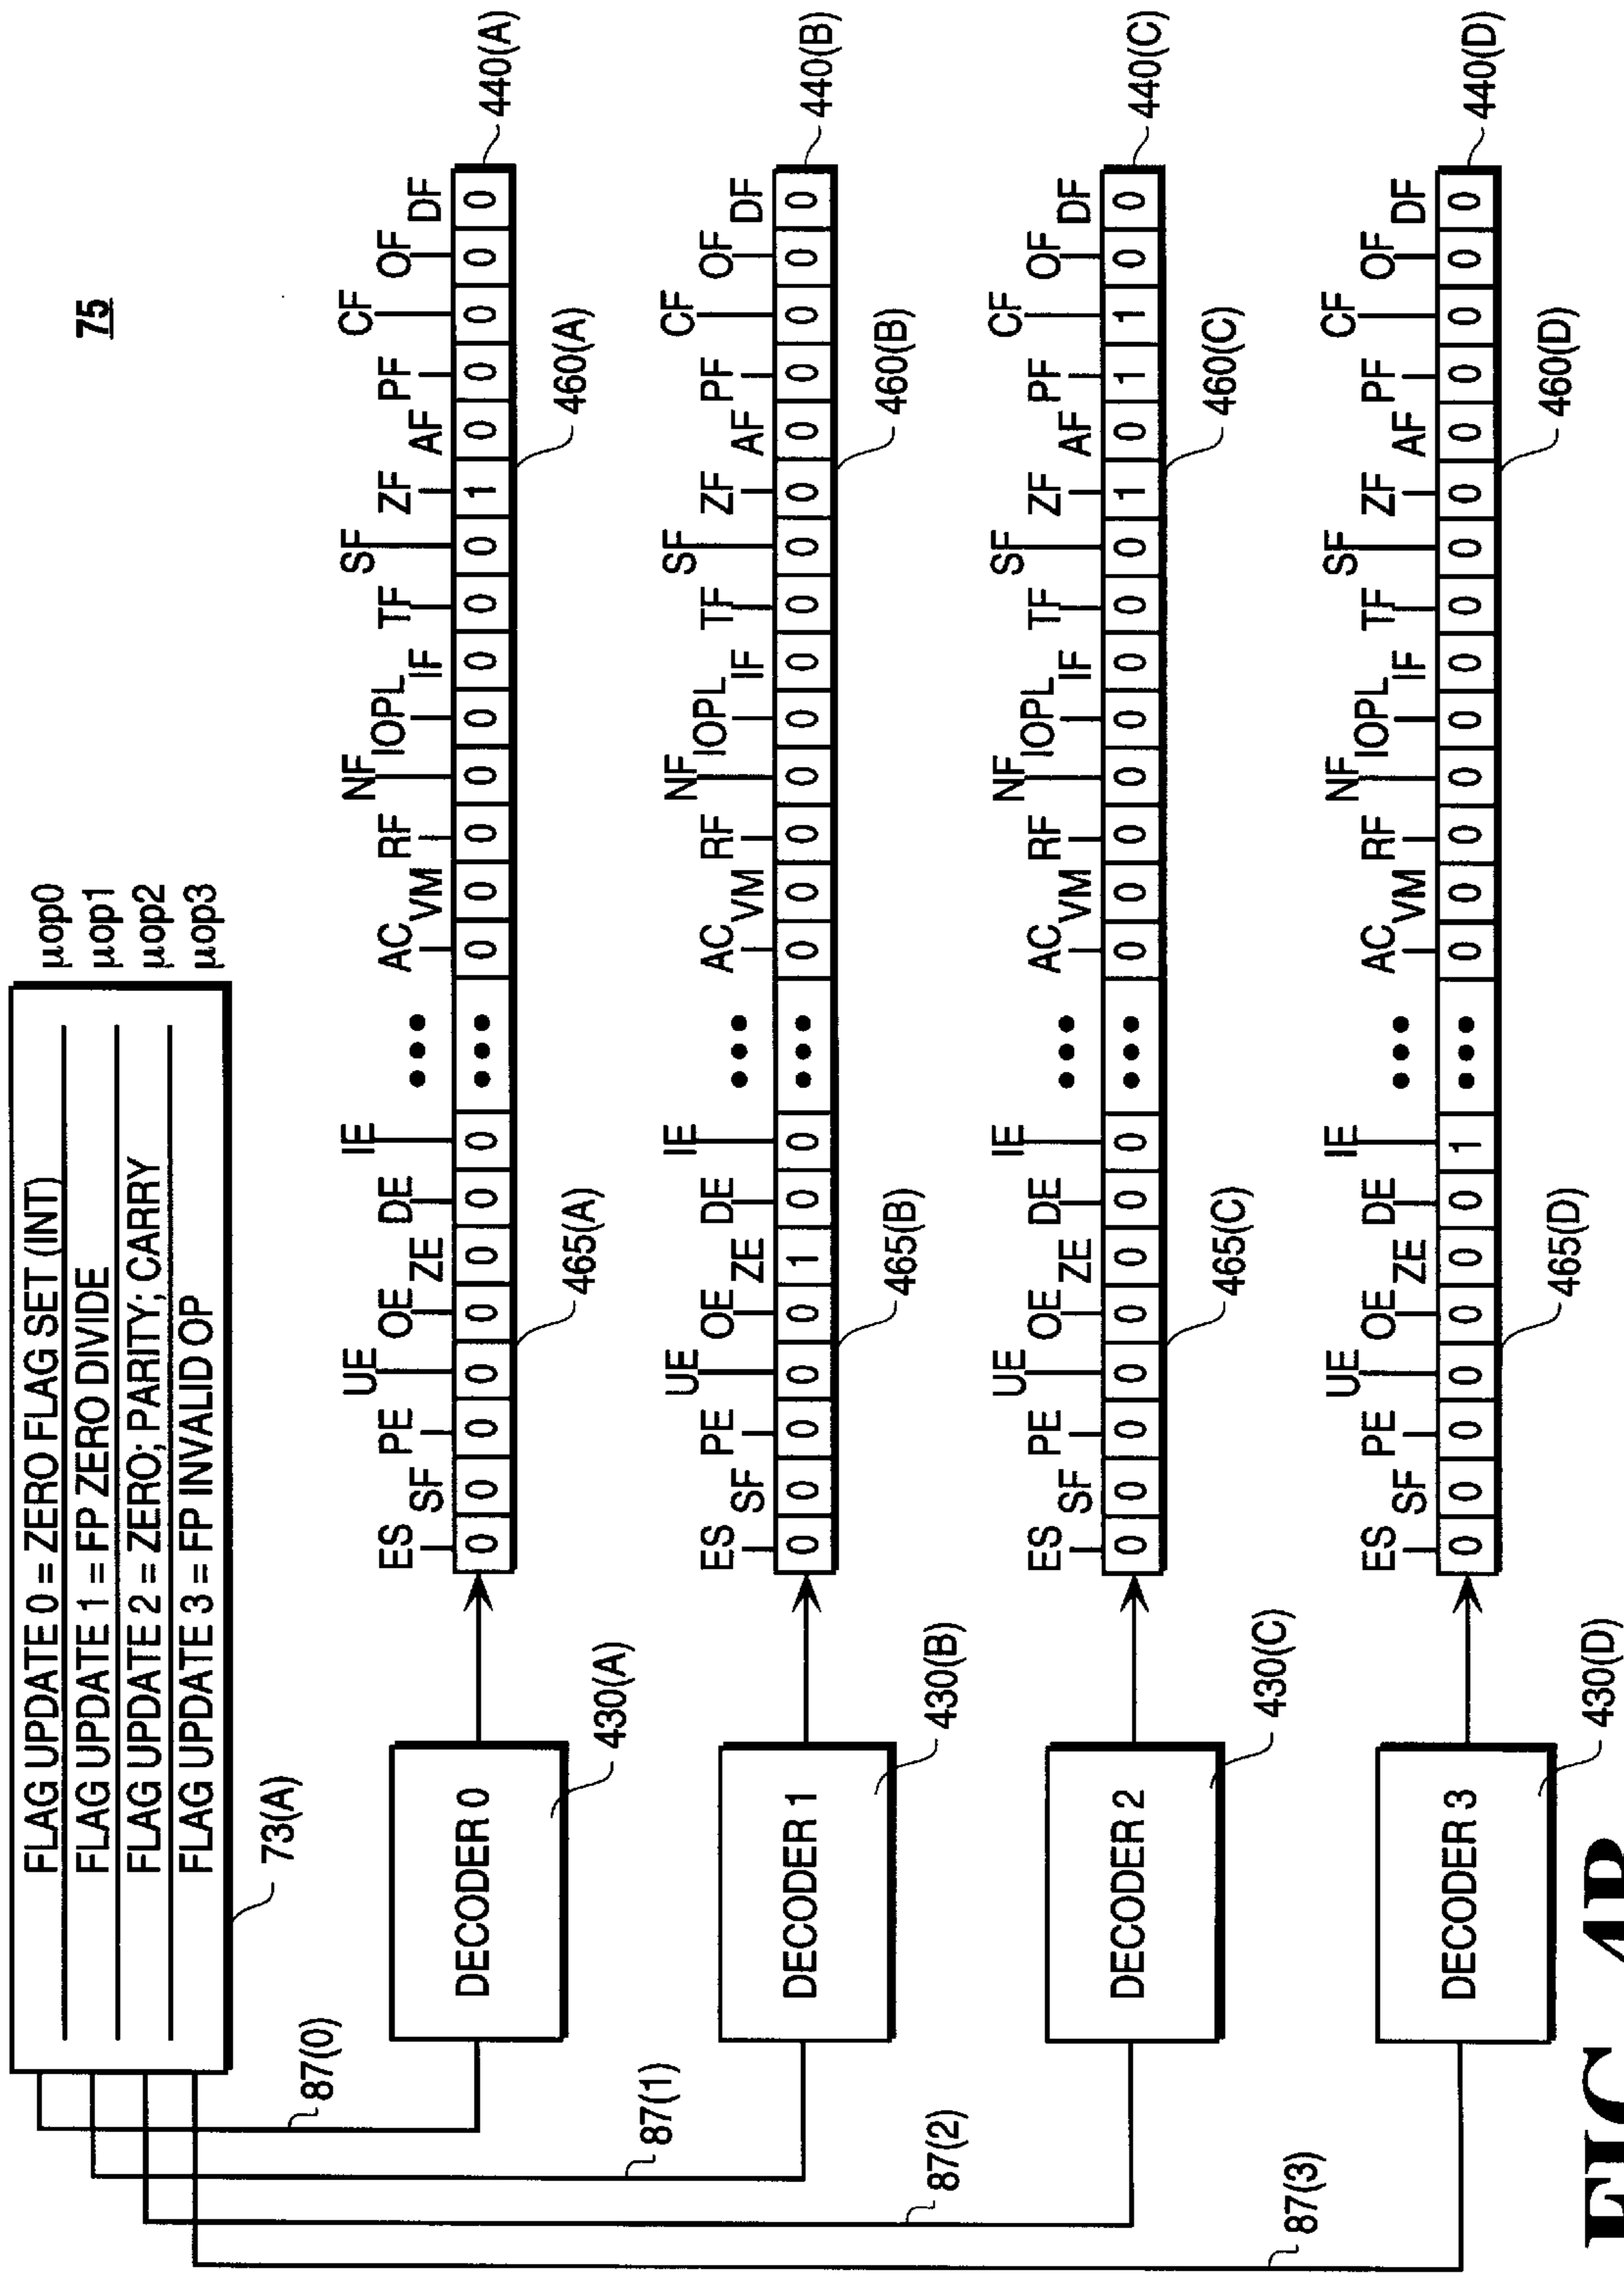 75
FLAG UPDATE 0 = ZERO FLAG SET (INT) μop0
FLAG UPDATE 1 = FP ZERO DIVIDE μop1
FLAG UPDATE 2 = ZERO; PARITY; CARRY μop2
FLAG UPDATE 3 = FP INVALID OP μop3
73(A)
87(0)
87(1)
87(2)
87(3)
DECODER 0
430(A)
ES SF PE UE OE ZE DE IE ••• AC VM RF NF IOPL IF TF SF ZF AF PF CF OF DF
0 0 0 0 0 0 0 0 ••• 0 0 0 0 0 0 0 0 1 0 0 0 0 0
440(A)
465(A)
460(A)
DECODER 1
430(B)
ES SF PE UE OE ZE DE IE ••• AC VM RF NF IOPL IF TF SF ZF AF PF CF OF DF
0 0 0 0 0 1 0 0 ••• 0 0 0 0 0 0 0 0 0 0 0 0 0 0
440(B)
465(B)
460(B)
DECODER 2
430(C)
ES SF PE UE OE ZE DE IE ••• AC VM RF NF IOPL IF TF SF ZF AF PF CF OF DF
0 0 0 0 0 0 0 0 ••• 0 0 0 0 0 0 0 0 1 0 1 1 0 0
440(C)
465(C)
460(C)
DECODER 3
430(D)
ES SF PE UE OE ZE DE IE ••• AC VM RF NF IOPL IF TF SF ZF AF PF CF OF DF
0 0 0 0 0 0 0 1 ••• 0 0 0 0 0 0 0 0 0 0 0 0 0 0
440(D)
465(D)
460(D)